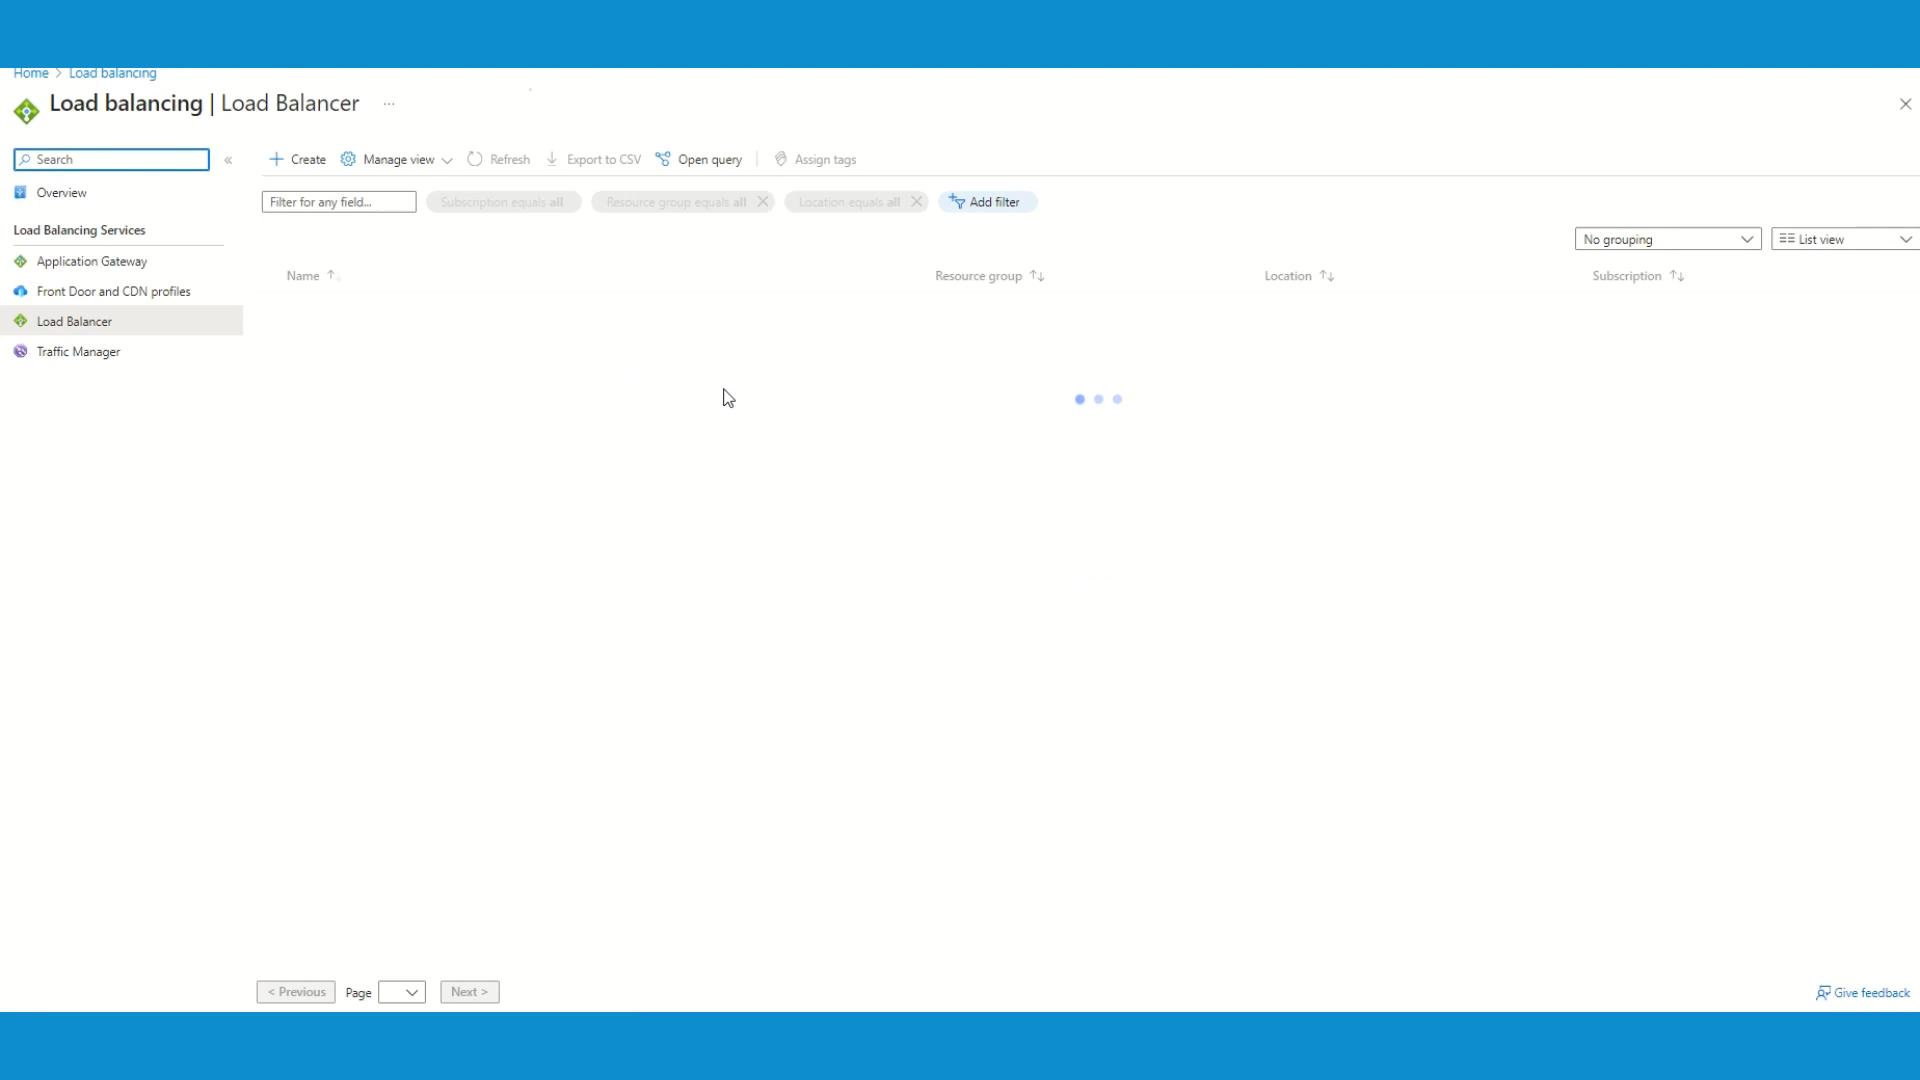 Home > Load balancing
Load balancing | Load Balancer ...
Search «
Create Manage view Refresh Export to CSV Open query Assign tags
Overview
Filter for any field... Subscription equals all Resource group equals all Location equals all Add filter
Load Balancing Services
No grouping List view
Application Gateway
Name Resource group Location Subscription
Front Door and CDN profiles
Load Balancer
Traffic Manager
< Previous Page Next >
Give feedback